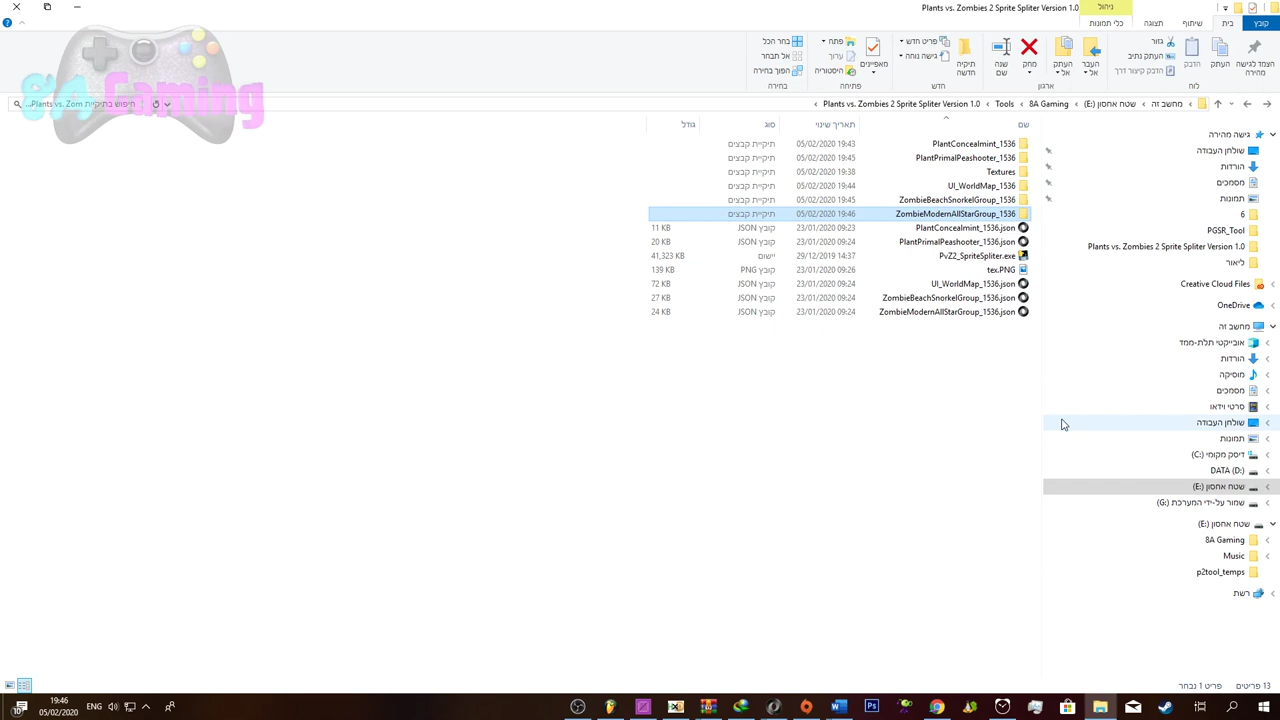 Plants vs. Zombies 2 Sprite Spliter Version 1.0
ניהול
קובץ
בית
שיתוף
תצוגה
כלי תמונות
הצמד לגישה מהירה
העתק
הדבק
גזור
העתק נתיב
הדבק קיצור דרך
לוח
העבר אל
העתק אל
מחק
שנה שם
ארגון
תיקיה חדשה
פריט חדש
גישה נוחה
חדש
מאפיינים
פתח
ערוך
היסטוריה
פתיחה
בחר הכל
אל תבחר
הפוך בחירה
בחירה
8A Gaming
מחשב זה
שטח אחסון (E:)
8A Gaming
Tools
Plants vs. Zombies 2 Sprite Spliter Version 1.0
חיפוש בתיקיית Plants vs. Zom...
שם
תאריך שינוי
סוג
גודל
PlantConcealmint_1536 05/02/2020 19:43 תיקיית קבצים
PlantPrimalPeashooter_1536 05/02/2020 19:45 תיקיית קבצים
Textures 05/02/2020 19:38 תיקיית קבצים
UI_WorldMap_1536 05/02/2020 19:44 תיקיית קבצים
ZombieBeachSnorkelGroup_1536 05/02/2020 19:45 תיקיית קבצים
ZombieModernAllStarGroup_1536 05/02/2020 19:46 תיקיית קבצים
PlantConcealmint_1536.json 23/01/2020 09:23 קובץ JSON 11 KB
PlantPrimalPeashooter_1536.json 23/01/2020 09:24 קובץ JSON 20 KB
PvZ2_SpriteSpliter.exe 29/12/2019 14:37 יישום 41,323 KB
tex.PNG 23/01/2020 09:26 קובץ PNG 139 KB
UI_WorldMap_1536.json 23/01/2020 09:24 קובץ JSON 72 KB
ZombieBeachSnorkelGroup_1536.json 23/01/2020 09:24 קובץ JSON 27 KB
ZombieModernAllStarGroup_1536.json 23/01/2020 09:24 קובץ JSON 24 KB
גישה מהירה
שולחן העבודה
הורדות
מסמכים
תמונות
6
PGSR_Tool
Plants vs. Zombies 2 Sprite Spliter Version 1.0
ליאור
Creative Cloud Files
OneDrive
מחשב זה
אובייקטי תלת-ממד
הורדות
מוסיקה
מסמכים
סרטי וידאו
שולחן העבודה
תמונות
דיסק מקומי (C:)
DATA (D:)
שטח אחסון (E:)
שמור על-ידי המערכת (G:)
שטח אחסון (E:)
8A Gaming
Music
p2tool_temps
רשת
13 פריטים
פריט 1 נבחר
19:46
05/02/2020
ENG
10